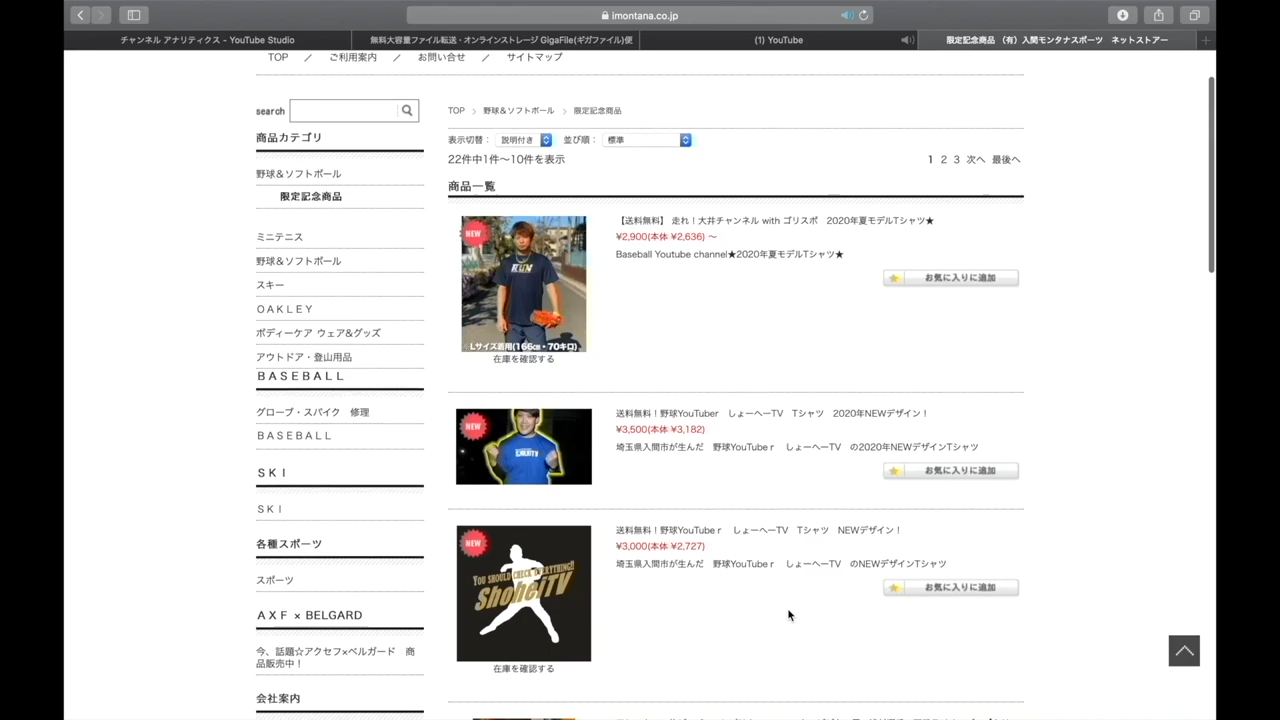 imontana.co.jp
チャンネル アナリティクス - YouTube Studio
無料大容量ファイル転送・オンラインストレージ GigaFile(ギガファイル)便
(1) YouTube
限定記念商品 （有）入間モンタナスポーツ　ネットストアー
TOP ／ ご利用案内 ／ お問い合せ ／ サイトマップ
search
商品カテゴリ
野球＆ソフトボール
限定記念商品
ミニテニス
野球＆ソフトボール
スキー
ＯＡＫＬＥＹ
ボディーケア ウェア&グッズ
アウトドア・登山用品
ＢＡＳＥＢＡＬＬ
グローブ・スパイク　修理
ＢＡＳＥＢＡＬＬ
ＳＫＩ
ＳＫＩ
各種スポーツ
スポーツ
ＡＸＦ × BELGARD
今、話題☆アクセフ×ベルガード　商
品販売中！
会社案内
TOP > 野球＆ソフトボール > 限定記念商品
表示切替： 説明付き 並び順： 標準
22件中1件〜10件を表示
1 2 3 次へ 最後へ
商品一覧
NEW
RUN
Lサイズ着用(166㎝・70キロ)
在庫を確認する
【送料無料】 走れ！大井チャンネル with ゴリスポ　2020年夏モデルTシャツ★
¥2,900(本体 ¥2,636) 〜
Baseball Youtube channel★2020年夏モデルTシャツ★
お気に入りに追加
NEW
SHOHEITV
送料無料！野球YouTuber　しょーへーTV　Tシャツ　2020年NEWデザイン！
¥3,500(本体 ¥3,182)
埼玉県入間市が生んだ　野球YouTubeｒ　しょーへーTV　の2020年NEWデザインTシャツ
お気に入りに追加
NEW
YOU SHOULD CHECK EVERYTHING!!
ShoheiTV
在庫を確認する
送料無料！野球YouTubeｒ　しょーへーTV　Tシャツ　NEWデザイン！
¥3,000(本体 ¥2,727)
埼玉県入間市が生んだ　野球YouTubeｒ　しょーへーTV　のNEWデザインTシャツ
お気に入りに追加